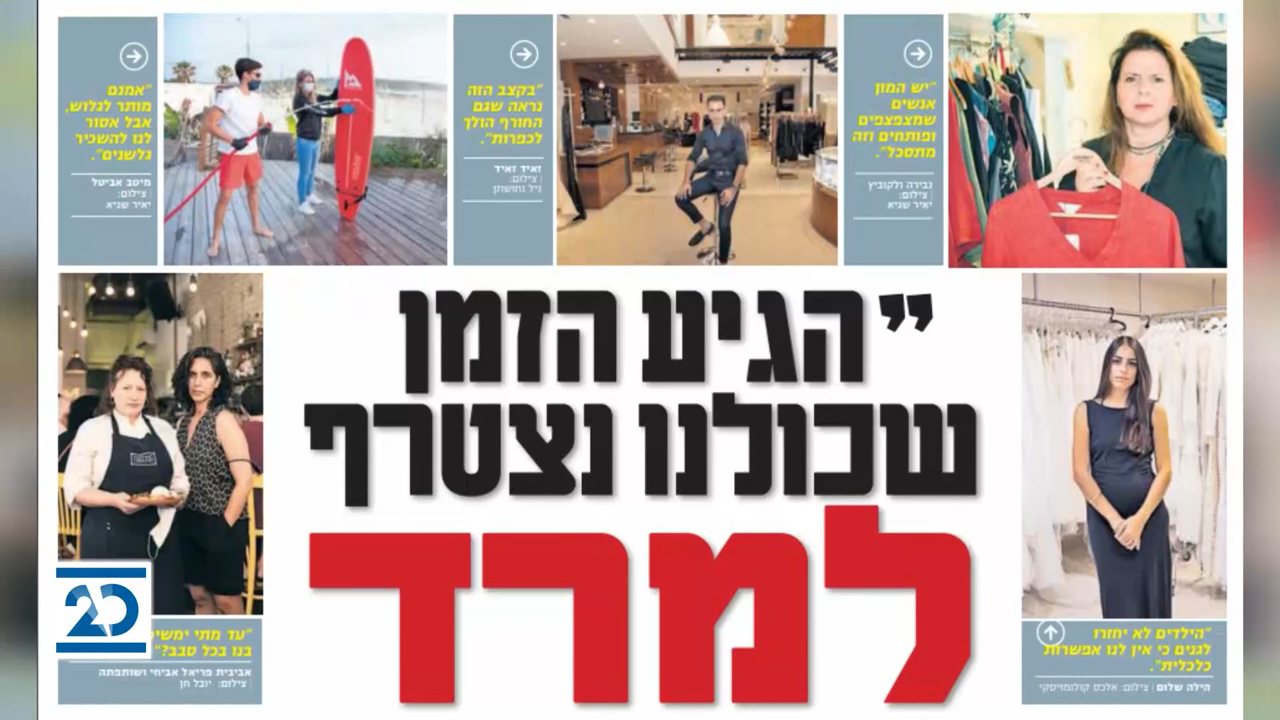 "יש המון
אנשים
שמצפצפים
ופותחים וזה
מתסכל".
גבירה ולקוביץ
| צילום:
יאיר שגיא
"בקצב הזה
נראה שגם
החורף הולך
לכפרות".
זאיד זאיד
| צילום:
גיל נחושתן
"אמנם
מותר לגלוש,
אבל אסור
לנו להשכיר
גלשנים".
מיטב אביטל
| צילום:
יאיר שגיא
"הגיע הזמן
שכולנו נצטרף
למרד
"הילדים לא יחזרו
לגנים כי אין לנו אפשרות
כלכלית".
הילה שלום | צילום: אלכס קולומויסקי
"עד מתי ימשיכ
בנו בכל סבב?"
אביבית פריאל אביחי ושותפתה
| צילום: יובל חן
20